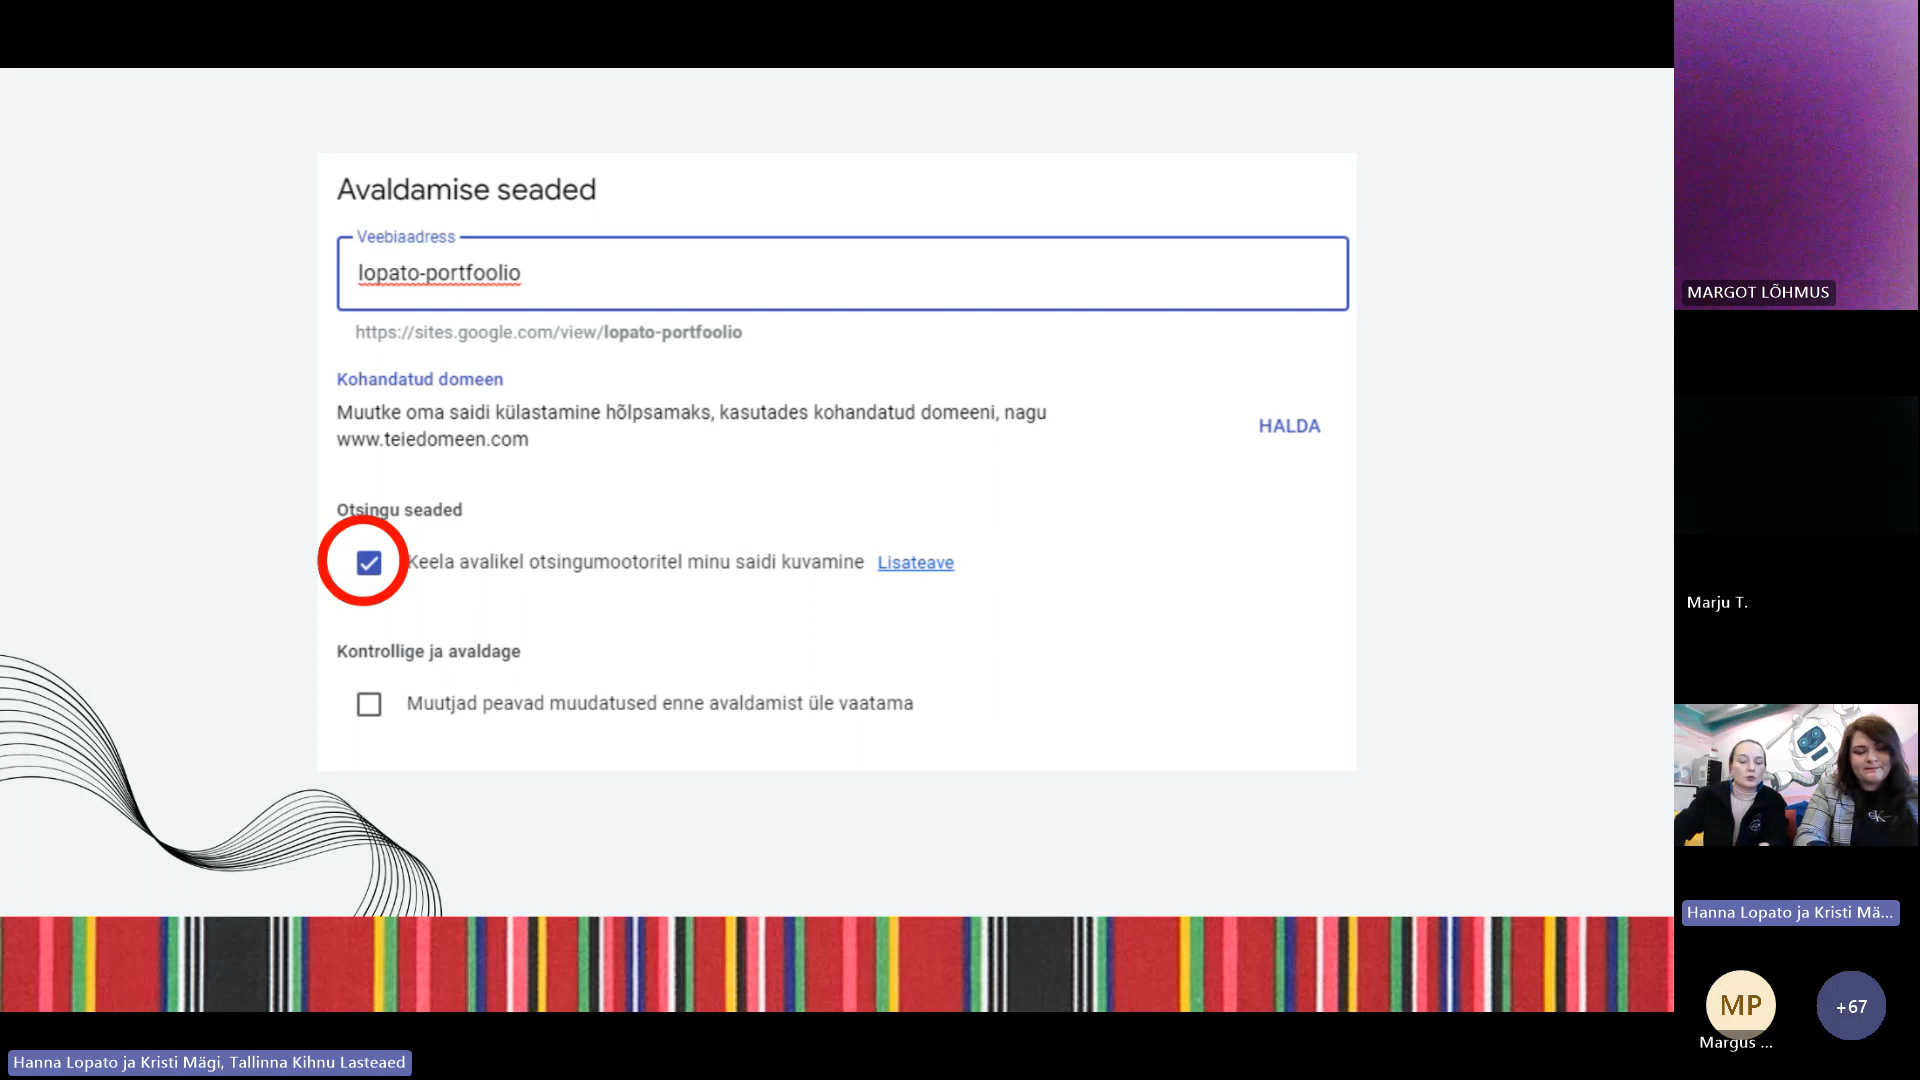 Avaldamise seaded
Veebiaadress
lopato-portfoolio
https://sites.google.com/view/lopato-portfoolio
Kohandatud domeen
Muutke oma saidi külastamine hõlpsamaks, kasutades kohandatud domeeni, nagu
www.teiedomeen.com
HALDA
Otsingu seaded
Keela avalikel otsingumootoritel minu saidi kuvamine Lisateave
Kontrollige ja avaldage
Muutjad peavad muudatused enne avaldamist üle vaatama
MARGOT LÕHMUS
Marju T.
CK
Hanna Lopato ja Kristi Mä...
MP
+67
Margus ...
Hanna Lopato ja Kristi Mägi, Tallinna Kihnu Lasteaed